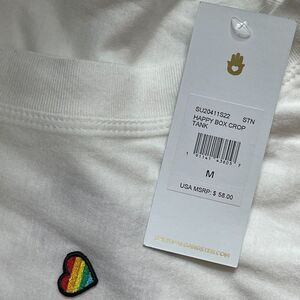 SU20411S22 STN
HAPPY BOX CROP
TANK
M
USA MSRP: $ 58.00